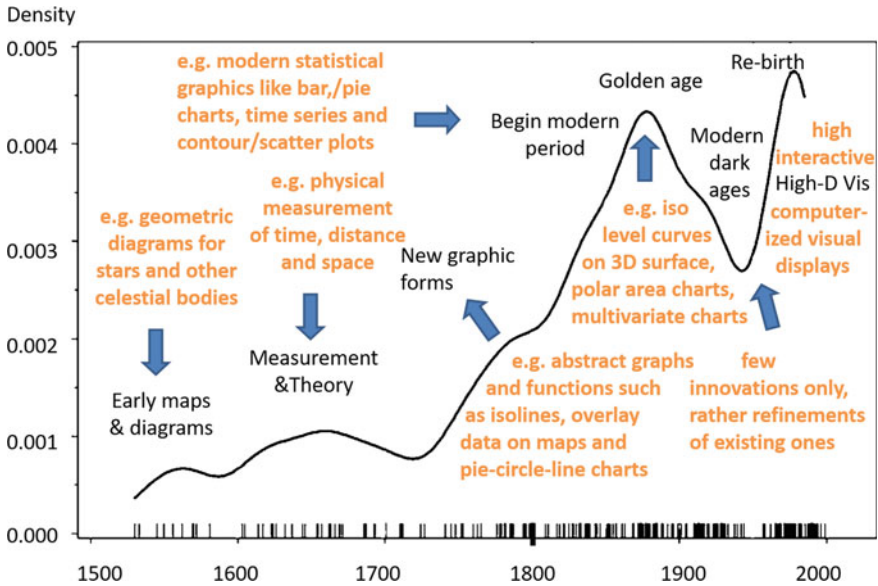 Density
0.005
0.004
0.003
0.002
0.001
0.000
e.g. modern statistical
graphics like bar,/pie
charts, time series and
contour/scatter plots
Begin modern
period
Golden age
Re-birth
Modern
dark
ages
high
interactive
High-D Vis
computer-
ized visual
displays
e.g. geometric
diagrams for
stars and other
celestial bodies
e.g. physical
measurement
of time, distance
and space
New graphic
forms
e.g. iso
level curves
on 3D surface,
polar area charts,
multivariate charts
Early maps
& diagrams
Measurement
&Theory
e.g. abstract graphs
and functions such
as isolines, overlay
data on maps and
pie-circle-line charts
few
innovations only,
rather refinements
of existing ones
1500 1600 1700 1800 1900 2000